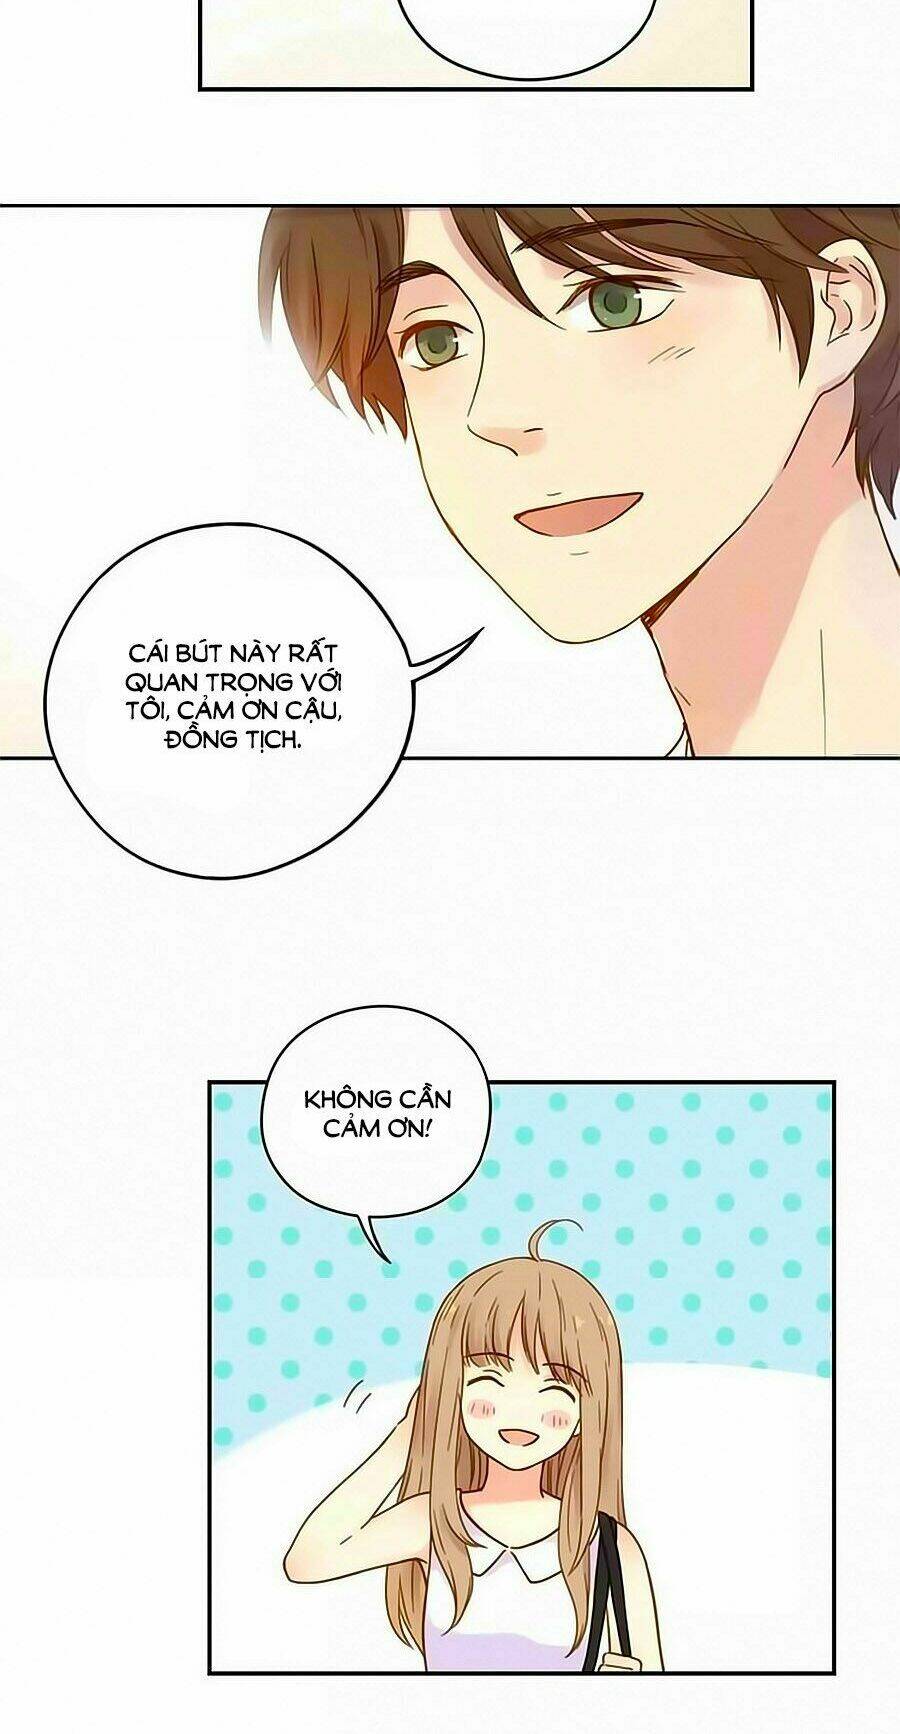 CÁI BÚT NÀY RẤT
QUAN TRỌNG VỚI
TÔI, CẢM ƠN CẬU,
ĐỒNG TỊCH.
KHÔNG CẦN
CẢM ƠN!